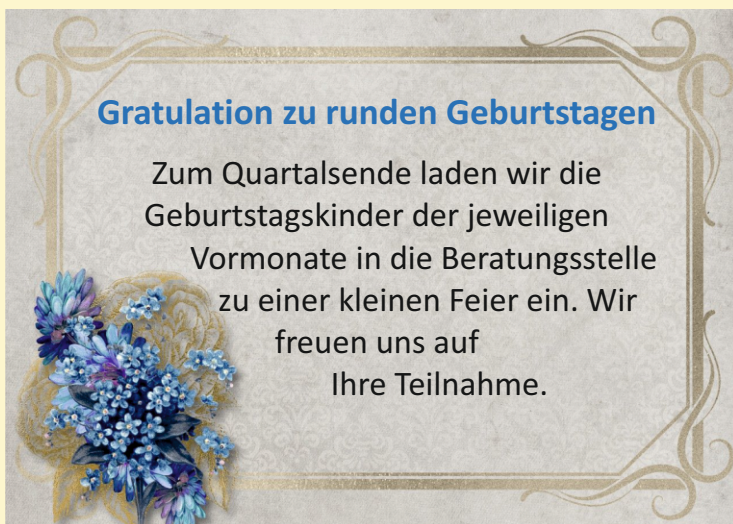 Gratulation zu runden Geburtstagen
Zum Quartalsende laden wir die
Geburtstagskinder der jeweiligen
Vormonate in die Beratungsstelle
zu einer kleinen Feier ein. Wir
freuen uns auf
Ihre Teilnahme.